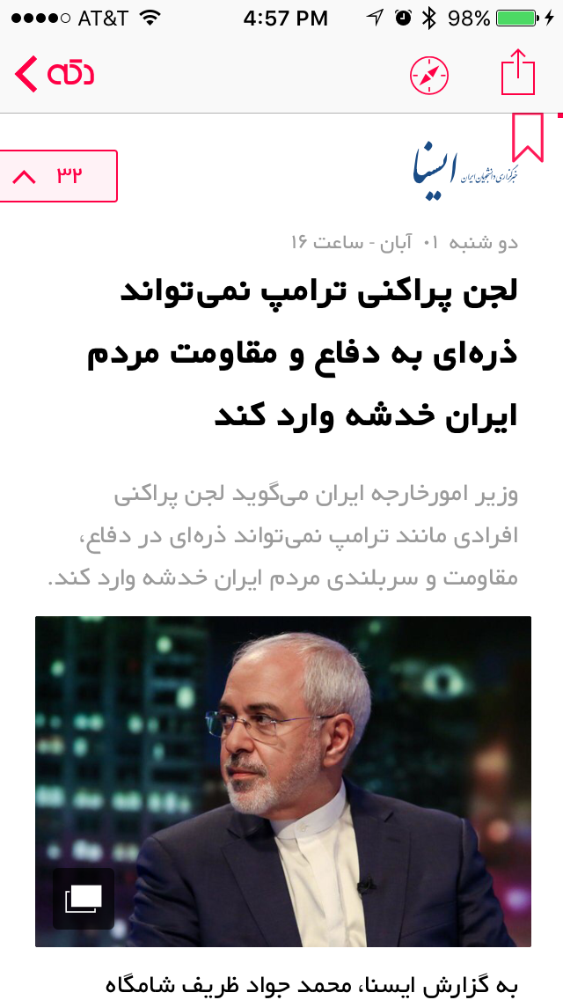 AT&T 4:57 PM 98%
دکه
۳۲
ایسنا خبرگزاری دانشجویان ایران
دو شنبه ۰۱ آبان - ساعت ۱۶
لجن پراکنی ترامپ نمی‌تواند
ذره‌ای به دفاع و مقاومت مردم
ایران خدشه وارد کند
وزیر امورخارجه ایران می‌گوید لجن پراکنی
افرادی مانند ترامپ نمی‌تواند ذره‌ای در دفاع،
مقاومت و سربلندی مردم ایران خدشه وارد کند.
به گزارش ایسنا، محمد جواد ظریف شامگاه